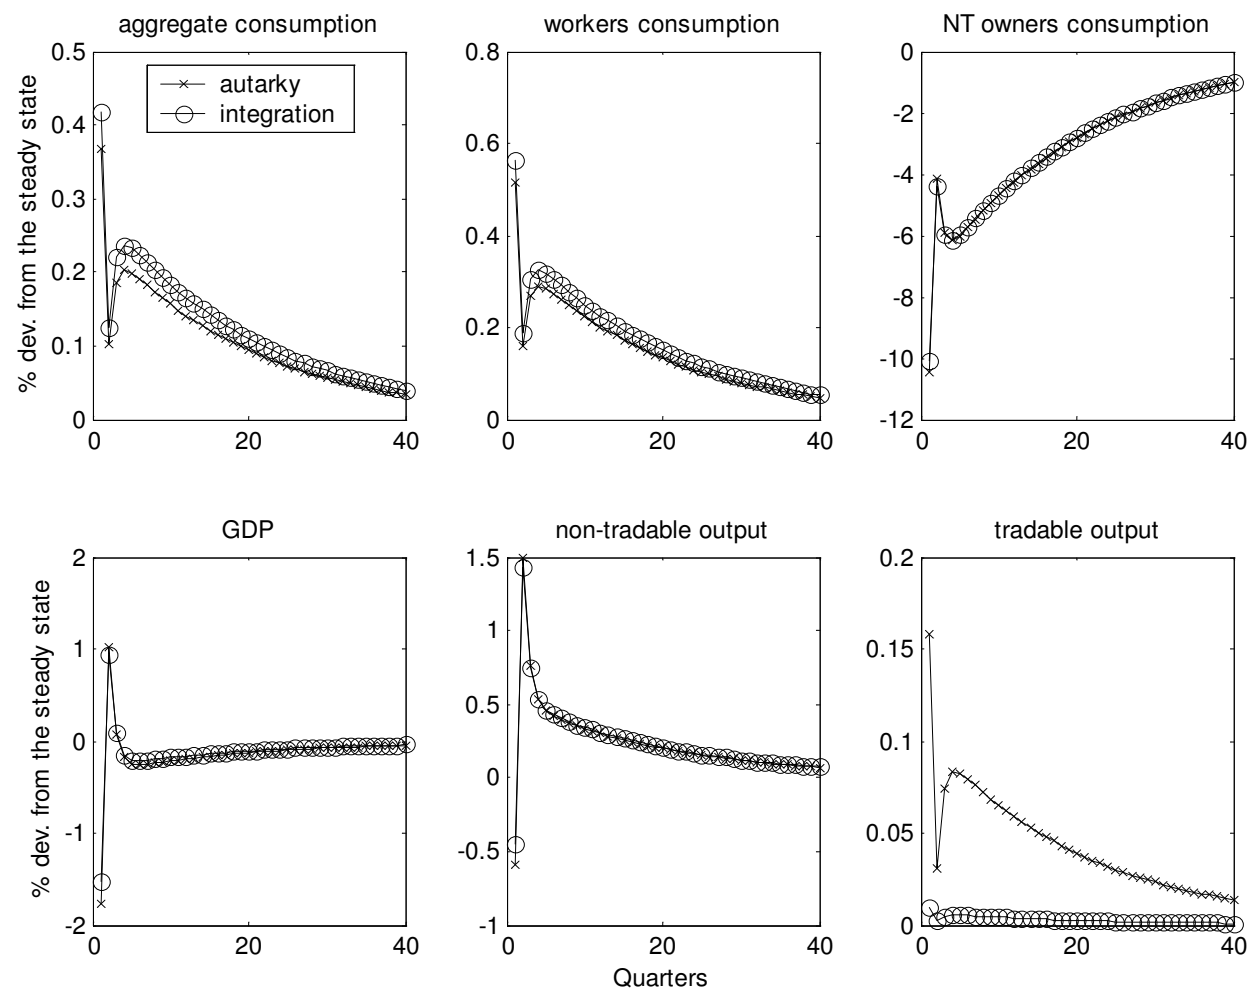 aggregate consumption
workers consumption
NT owners consumption
% dev. from the steady state
0.5
0.4
0.3
0.2
0.1
0
0 20 40
autarky
integration
0.8
0.6
0.4
0.2
0
0 20 40
0
-2
-4
-6
-8
-10
-12
0 20 40
GDP
non-tradable output
tradable output
% dev. from the steady state
2
1
0
-1
-2
0 20 40
1.5
1
0.5
0
-0.5
-1
0 20 40
Quarters
0.2
0.15
0.1
0.05
0
0 20 40